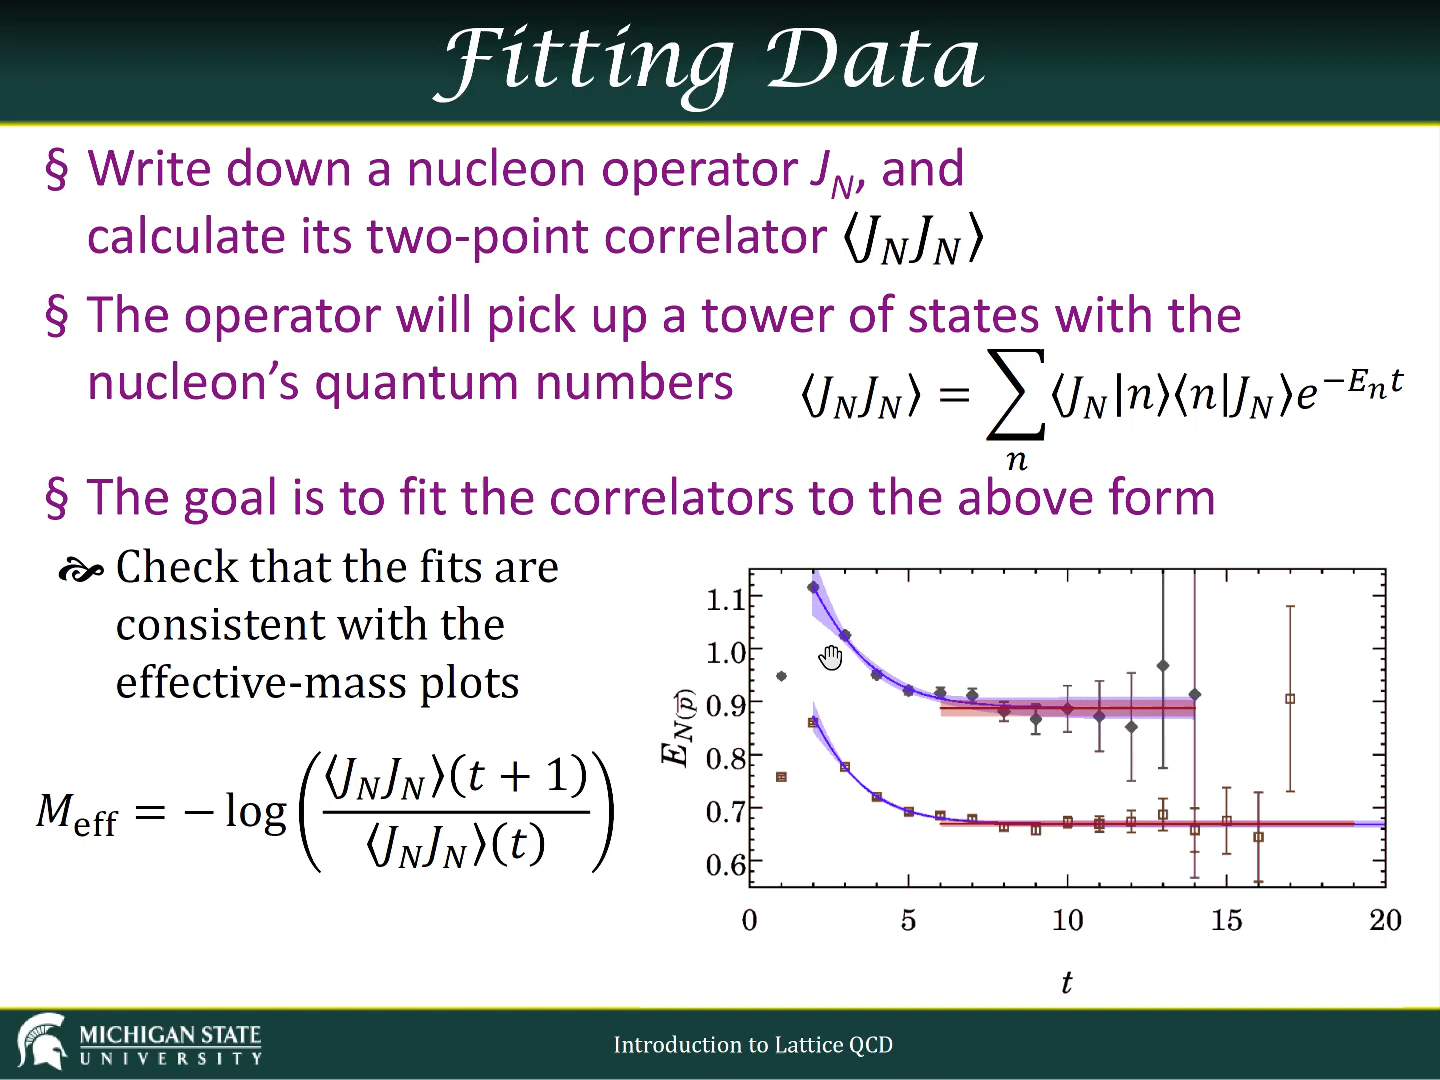 Fitting Data
§ Write down a nucleon operator J_N, and
calculate its two-point correlator ⟨J_N J_N⟩
§ The operator will pick up a tower of states with the
nucleon’s quantum numbers ⟨J_N J_N⟩ = ∑_n ⟨J_N|n⟩⟨n|J_N⟩e^{−E_n t}
§ The goal is to fit the correlators to the above form
Check that the fits are
consistent with the
effective-mass plots
M_eff = − log(⟨J_N J_N⟩(t + 1) / ⟨J_N J_N⟩(t))
E_{N(p⃗)}
1.1
1.0
0.9
0.8
0.7
0.6
0 5 10 15 20
t
MICHIGAN STATE
UNIVERSITY
Introduction to Lattice QCD